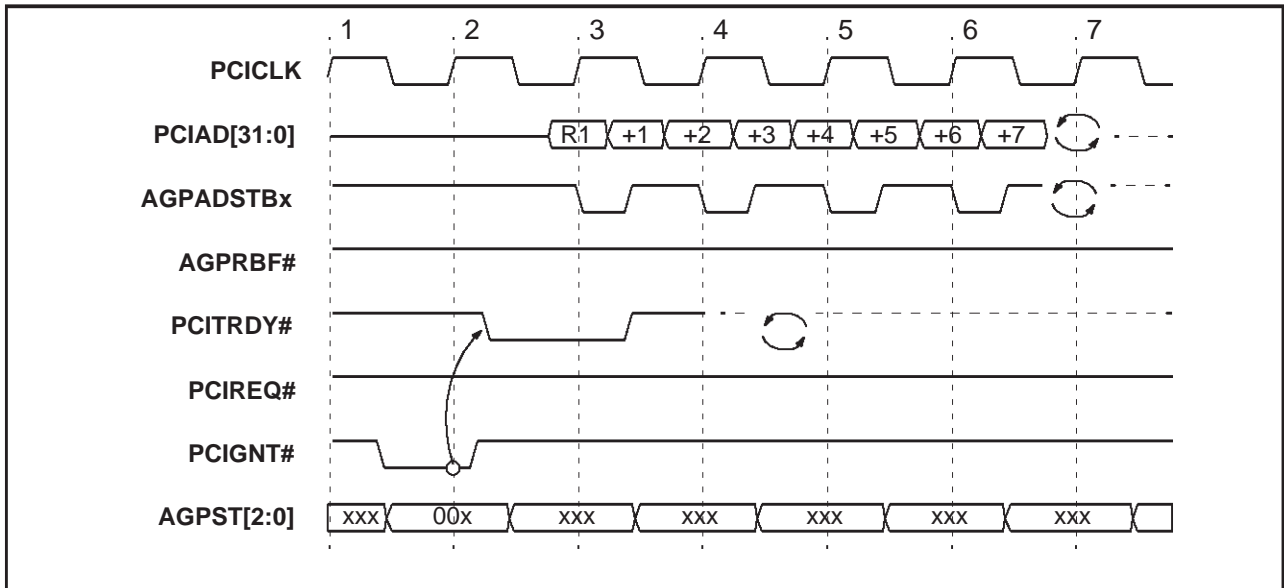 .1 .2 .3 .4 .5 .6 .7
PCICLK
PCIAD[31:0] R1 +1 +2 +3 +4 +5 +6 +7
AGPADSTBx
AGPRBF#
PCITRDY#
PCIREQ#
PCIGNT#
AGPST[2:0] xxx 00x xxx xxx xxx xxx xxx